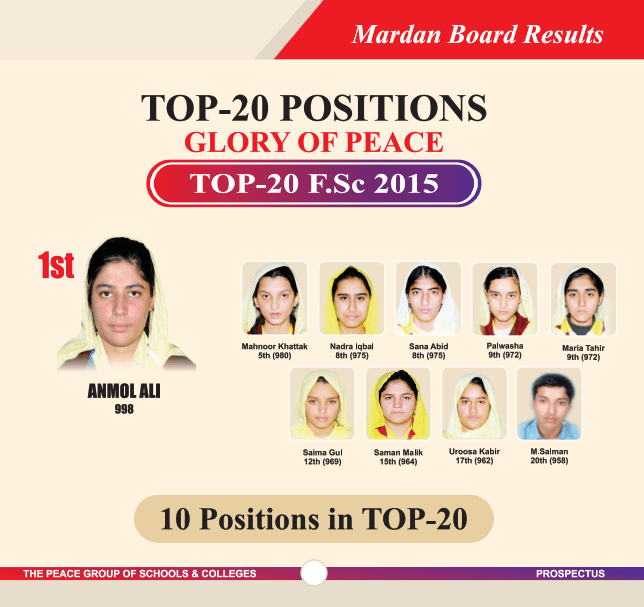 Mardan Board Results
TOP-20 POSITIONS
GLORY OF PEACE
TOP-20 F.Sc 2015
1st
ANMOL ALI
998
Mahnoor Khattak
5th (980)
Nadra Iqbal
8th (975)
Sana Abid
8th (975)
Palwasha
9th (972)
Maria Tahir
9th (972)
Saima Gul
12th (969)
Saman Malik
15th (964)
Uroosa Kabir
17th (962)
M.Salman
20th (958)
10 Positions in TOP-20
THE PEACE GROUP OF SCHOOLS & COLLEGES
PROSPECTUS